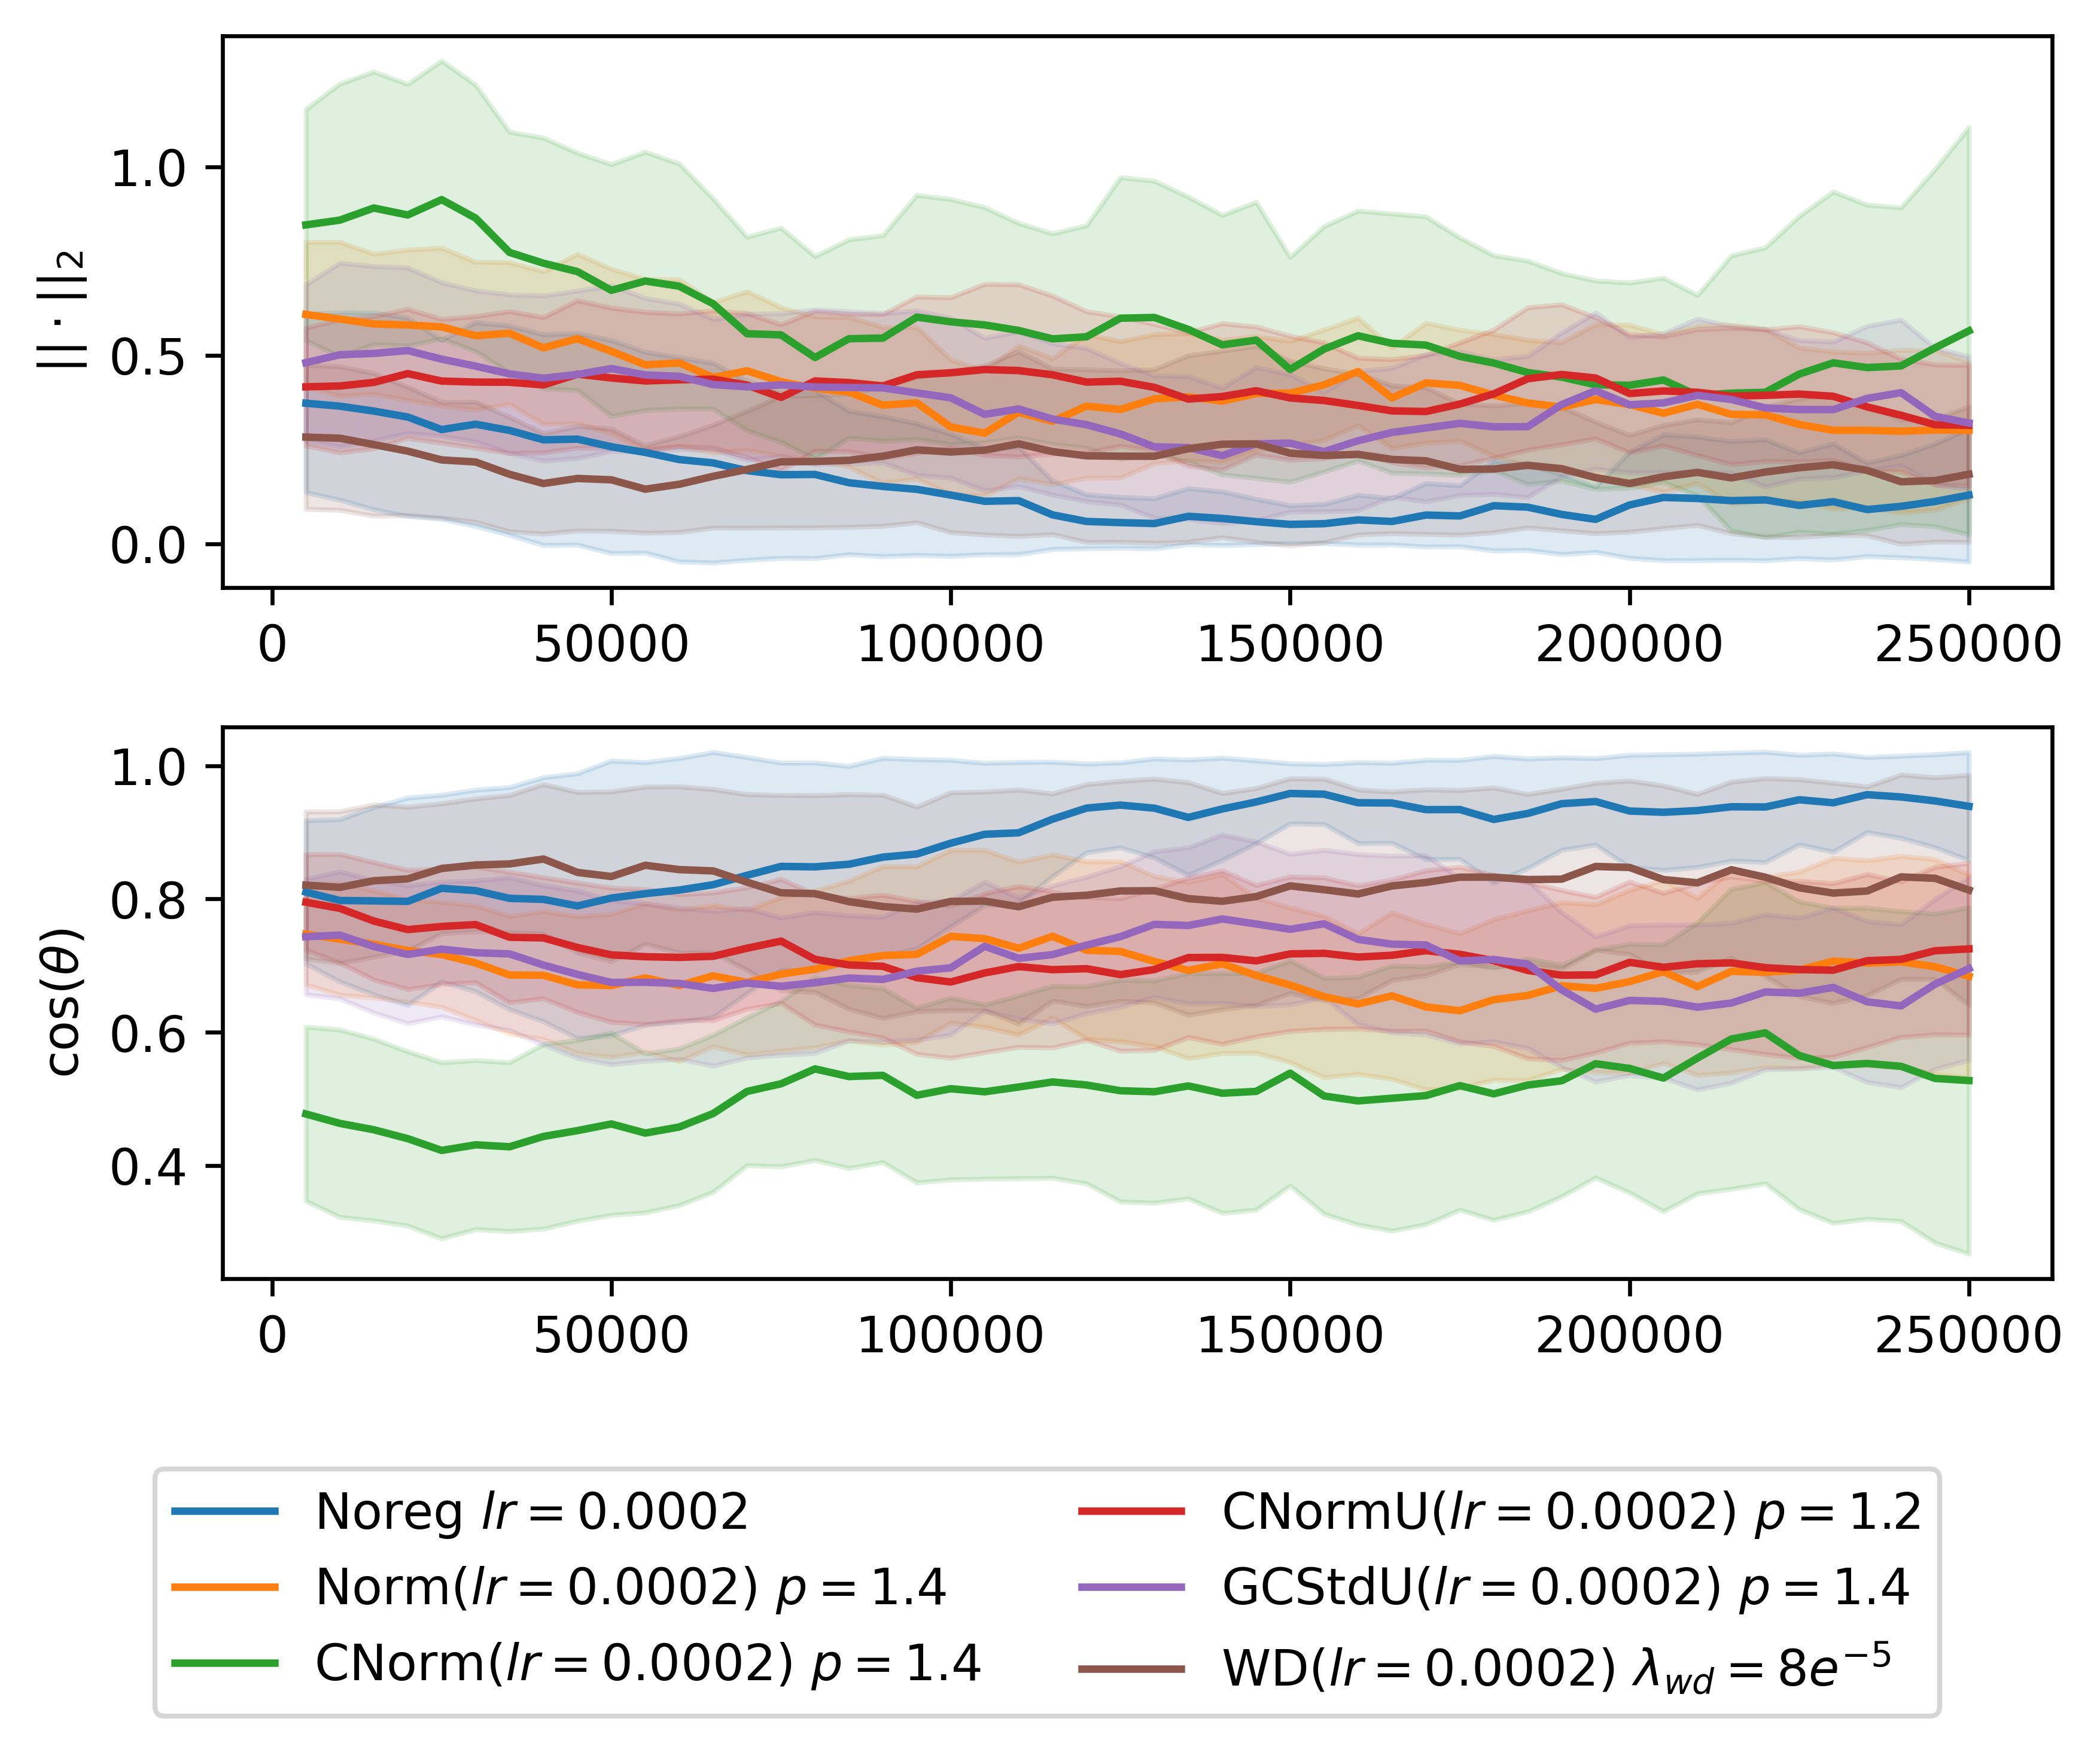 || · ||₂
1.0
0.5
0.0
0 50000 100000 150000 200000 250000
cos(θ)
1.0
0.8
0.6
0.4
0 50000 100000 150000 200000 250000
Noreg lr = 0.0002
Norm(lr = 0.0002) p = 1.4
CNorm(lr = 0.0002) p = 1.4
CNormU(lr = 0.0002) p = 1.2
GCStdU(lr = 0.0002) p = 1.4
WD(lr = 0.0002) λ_wd = 8e⁻⁵